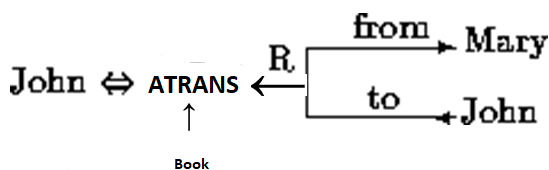 from Mary
R
John ⇔ ATRANS
to John
Book